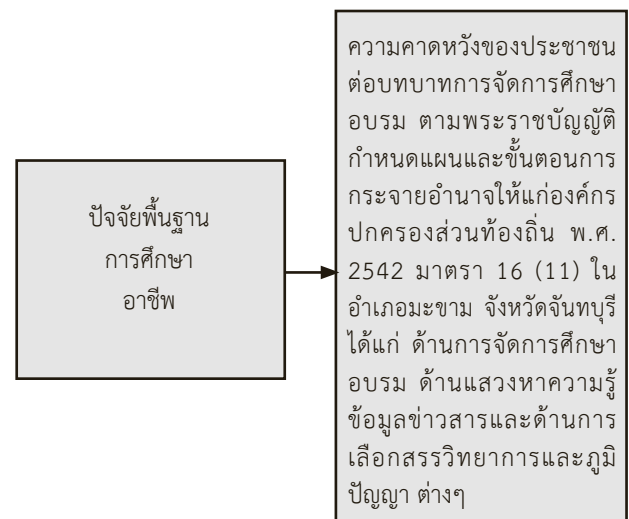 ปัจจัยพื้นฐาน
การศึกษา
อาชีพ
ความคาดหวังของประชาชน
ต่อบทบาทการจัดการศึกษา
อบรม ตามพระราชบัญญัติ
กำหนดแผนและขั้นตอนการ
กระจายอำนาจให้แก่องค์กร
ปกครองส่วนท้องถิ่น พ.ศ.
2542 มาตรา 16 (11) ใน
อำเภอมะขาม จังหวัดจันทบุรี
ได้แก่ ด้านการจัดการศึกษา
อบรม ด้านแสวงหาความรู้
ข้อมูลข่าวสารและด้านการ
เลือกสรรวิทยาการและภูมิ
ปัญญา ต่างๆ